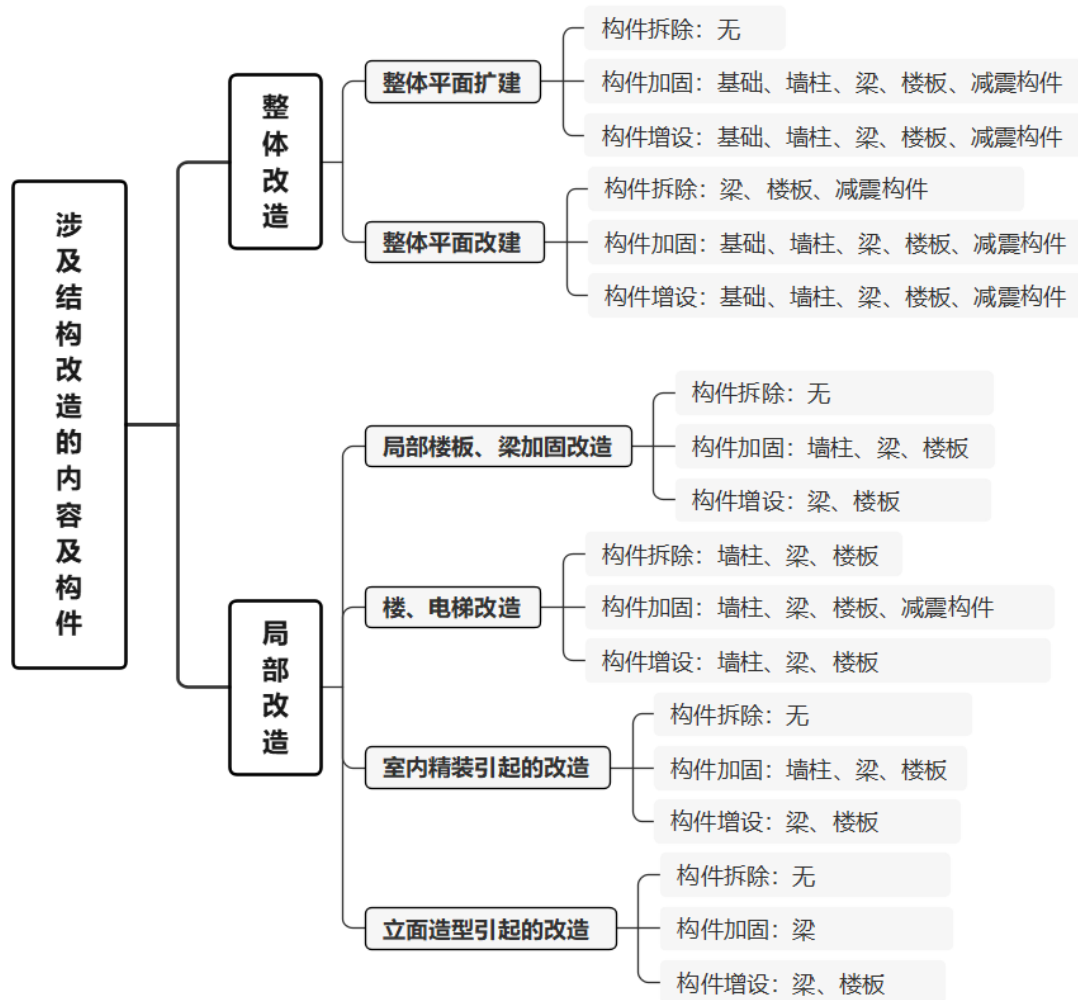 涉及结构改造的内容及构件
整体改造
整体平面扩建
构件拆除：无
构件加固：基础、墙柱、梁、楼板、减震构件
构件增设：基础、墙柱、梁、楼板、减震构件
整体平面改建
构件拆除：梁、楼板、减震构件
构件加固：基础、墙柱、梁、楼板、减震构件
构件增设：基础、墙柱、梁、楼板、减震构件
局部改造
局部楼板、梁加固改造
构件拆除：无
构件加固：墙柱、梁、楼板
构件增设：梁、楼板
楼、电梯改造
构件拆除：墙柱、梁、楼板
构件加固：墙柱、梁、楼板、减震构件
构件增设：墙柱、梁、楼板
室内精装引起的改造
构件拆除：无
构件加固：墙柱、梁、楼板
构件增设：梁、楼板
立面造型引起的改造
构件拆除：无
构件加固：梁
构件增设：梁、楼板